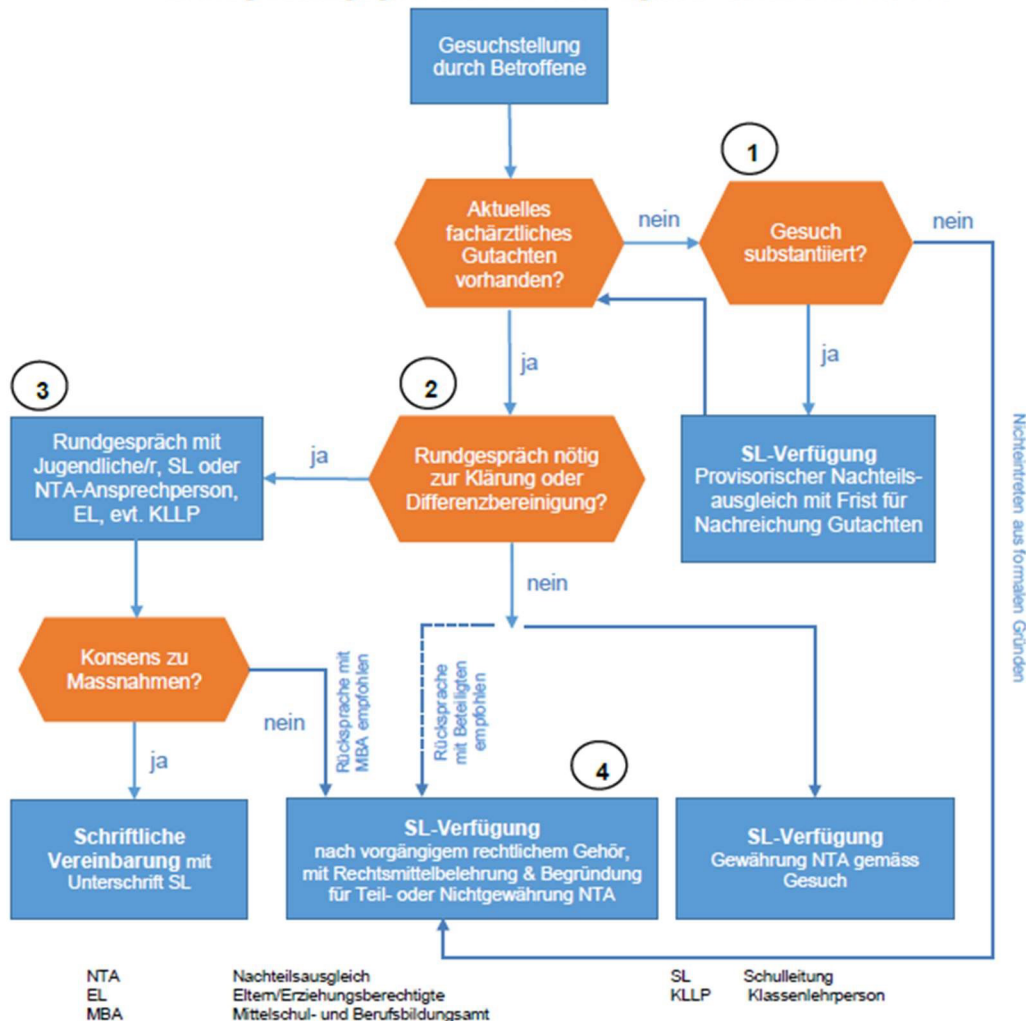 Gesuchstellung
durch Betroffene
1
Aktuelles
fachärztliches
Gutachten
vorhanden?
nein
Gesuch
substantiiert?
nein
ja
ja
3
2
Rundgespräch mit
Jugendliche/r, SL oder
NTA-Ansprechperson,
EL, evt. KLLP
ja
Rundgespräch nötig
zur Klärung oder
Differenzbereinigung?
SL-Verfügung
Provisorischer Nachteils-
ausgleich mit Frist für
Nachreichung Gutachten
Nichteintreten aus formalen Gründen
nein
Konsens zu
Massnahmen?
nein
Rücksprache mit
MBA empfohlen
Rücksprache
mit Beteiligten
empfohlen
ja
4
Schriftliche
Vereinbarung mit
Unterschrift SL
SL-Verfügung
nach vorgängigem rechtlichem Gehör,
mit Rechtsmittelbelehrung & Begründung
für Teil- oder Nichtgewährung NTA
SL-Verfügung
Gewährung NTA gemäss
Gesuch
NTA Nachteilsausgleich SL Schulleitung
EL Eltern/Erziehungsberechtigte KLLP Klassenlehrperson
MBA Mittelschul- und Berufsbildungsamt